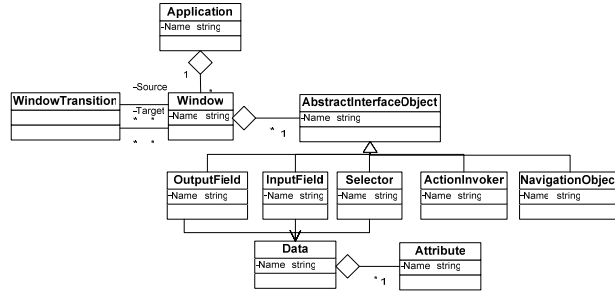 Application
-Name string
1
-Source
*
WindowTransition
Window
AbstractInterfaceObject
-Target
-Name string
-Name string
* *
* 1
* *
OutputField
InputField
Selector
ActionInvoker
NavigationObjec
-Name string
-Name string
-Name string
-Name string
-Name string
Data
Attribute
-Name string
-Name string
* 1